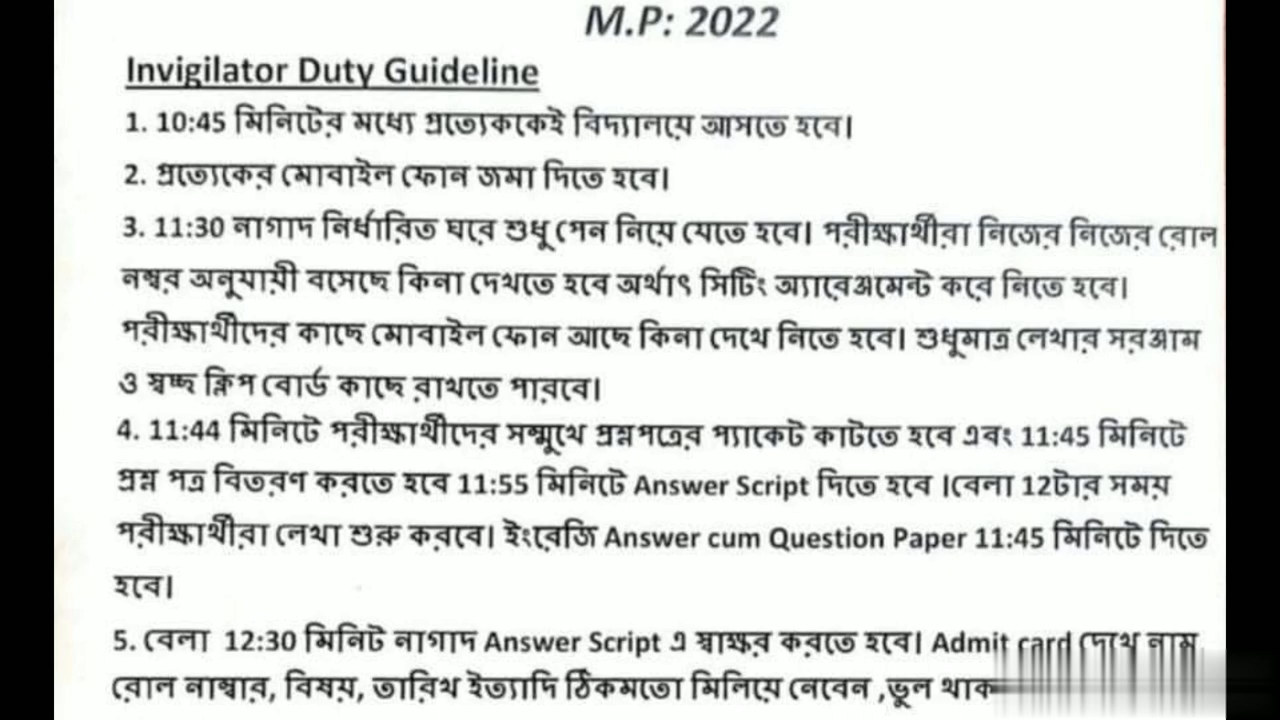 M.P: 2022
Invigilator Duty Guideline
1. 10:45 মিনিটের মধ্যে প্রত্যেককেই বিদ্যালয়ে আসতে হবে।
2. প্রত্যেকের মোবাইল ফোন জমা দিতে হবে।
3. 11:30 নাগাদ নির্ধারিত ঘরে শুধু পেন নিয়ে যেতে হবে। পরীক্ষার্থীরা নিজের নিজের রোল
নম্বর অনুযায়ী বসেছে কিনা দেখতে হবে অর্থাৎ সিটিং অ্যারেঞ্জমেন্ট করে নিতে হবে।
পরীক্ষার্থীদের কাছে মোবাইল ফোন আছে কিনা দেখে নিতে হবে। শুধুমাত্র লেখার সরঞ্জাম
ও স্বচ্ছ ক্লিপ বোর্ড কাছে রাখতে পারবে।
4. 11:44 মিনিটে পরীক্ষার্থীদের সম্মুখে প্রশ্নপত্রের প্যাকেট কাটতে হবে এবং 11:45 মিনিটে
প্রশ্ন পত্র বিতরণ করতে হবে 11:55 মিনিটে Answer Script দিতে হবে ।বেলা 12টার সময়
পরীক্ষার্থীরা লেখা শুরু করবে। ইংরেজি Answer cum Question Paper 11:45 মিনিটে দিতে
হবে।
5. বেলা 12:30 মিনিট নাগাদ Answer Script এ স্বাক্ষর করতে হবে। Admit card দেখে নাম
রোল নাম্বার, বিষয়, তারিখ ইত্যাদি ঠিকমতো মিলিয়ে নেবেন ,ভুল